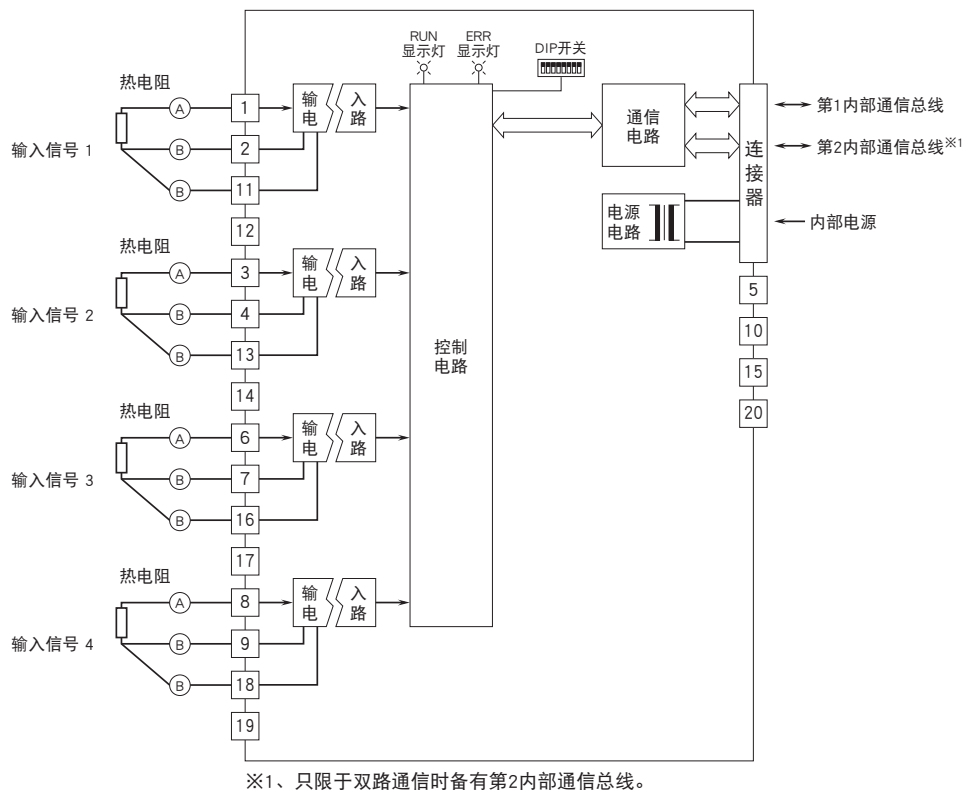 RUN
显示灯
ERR
显示灯
DIP开关
热电阻
输入信号 1
A
B
B
1
2
11
12
输 入
电 路
热电阻
输入信号 2
A
B
B
3
4
13
14
输 入
电 路
热电阻
输入信号 3
A
B
B
6
7
16
17
输 入
电 路
热电阻
输入信号 4
A
B
B
8
9
18
19
输 入
电 路
控制
电路
通信
电路
电源
电路
连
接
器
第1内部通信总线
第2内部通信总线※1
内部电源
5
10
15
20
※1、只限于双路通信时备有第2内部通信总线。